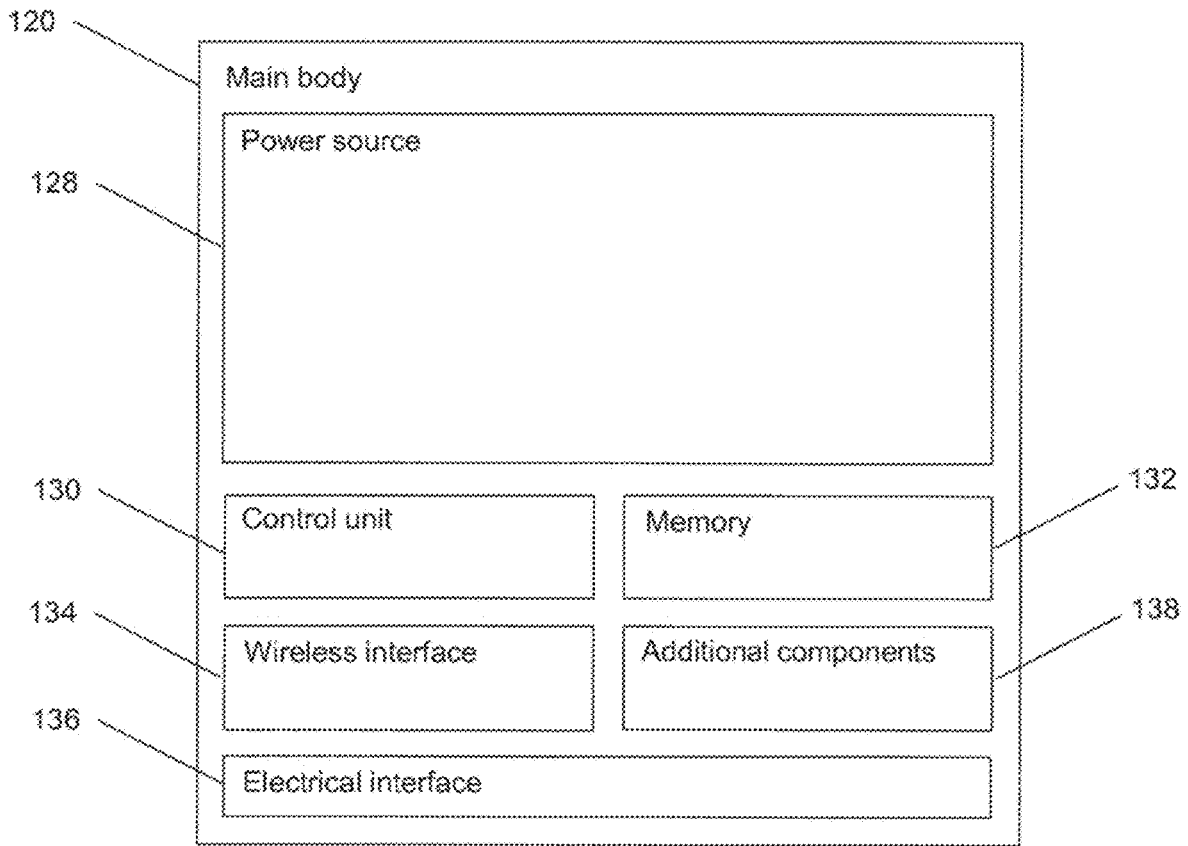 120
Main body
Power source
128
130
Control unit
Memory
132
134
Wireless interface
Additional components
138
136
Electrical interface